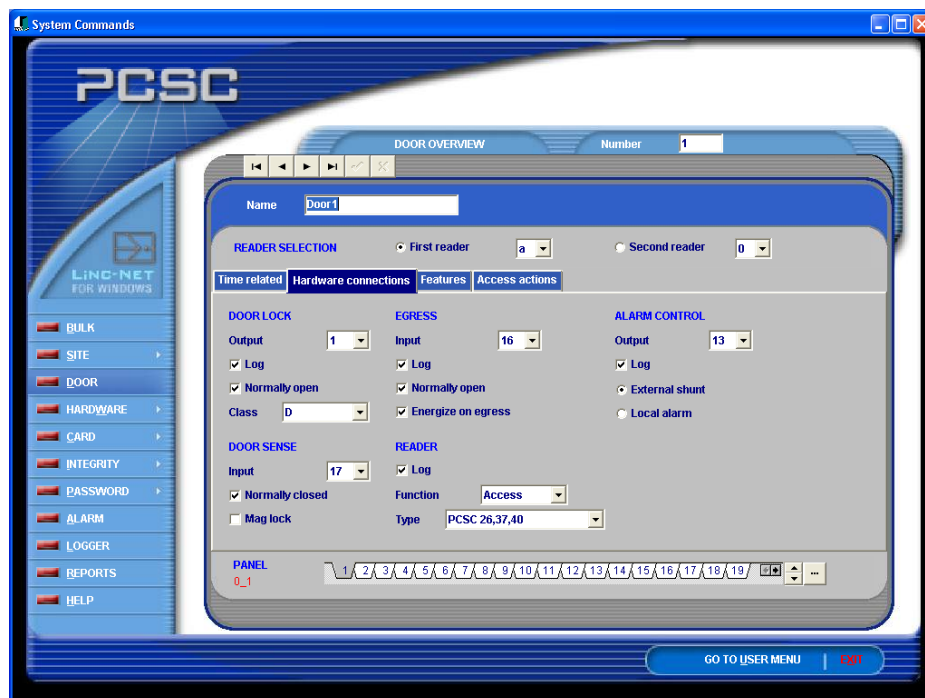 System Commands
PCSC
DOOR OVERVIEW Number 1
Name Door1
READER SELECTION First reader a Second reader 0
LiNC-NET
FOR WINDOWS
Time related Hardware connections Features Access actions
BULK
SITE
DOOR
HARDWARE
CARD
INTEGRITY
PASSWORD
ALARM
LOGGER
REPORTS
HELP
DOOR LOCK
Output 1
Log
Normally open
Class D
EGRESS
Input 16
Log
Normally open
Energize on egress
ALARM CONTROL
Output 13
Log
External shunt
Local alarm
DOOR SENSE
Input 17
Normally closed
Mag lock
READER
Log
Function Access
Type PCSC 26,37,40
PANEL
0_1
1 2 3 4 5 6 7 8 9 10 11 12 13 14 15 16 17 18 19 ...
GO TO USER MENU